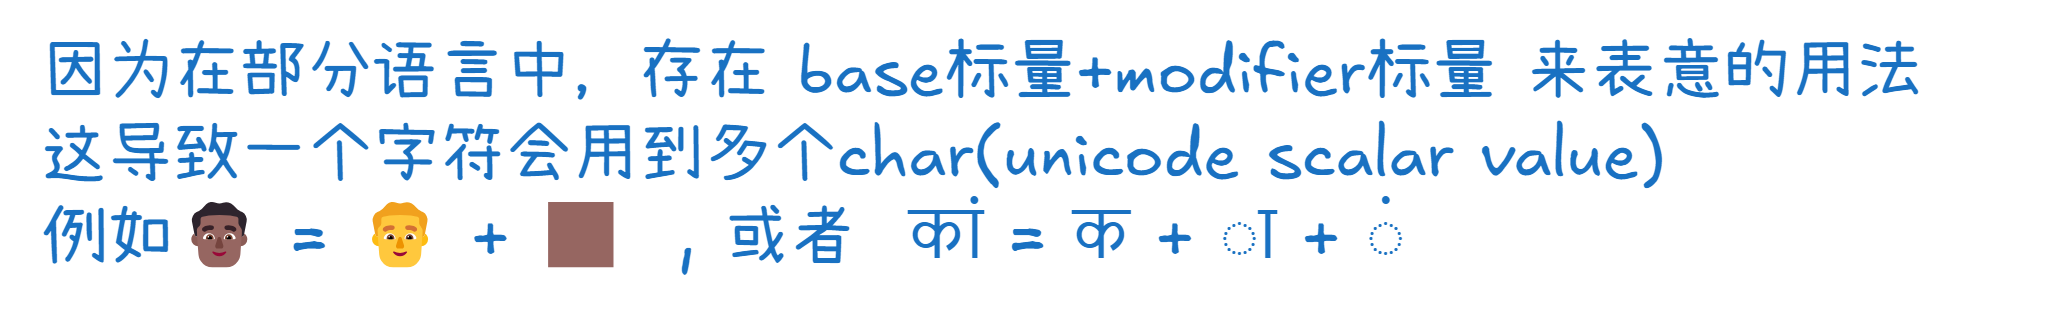 因为在部分语言中，存在 base标量+modifier标量 来表意的用法
这导致一个字符会用到多个char(unicode scalar value)
例如👨🏾 = 👨 + 🏾 ，或者 कां = क + ा + ं